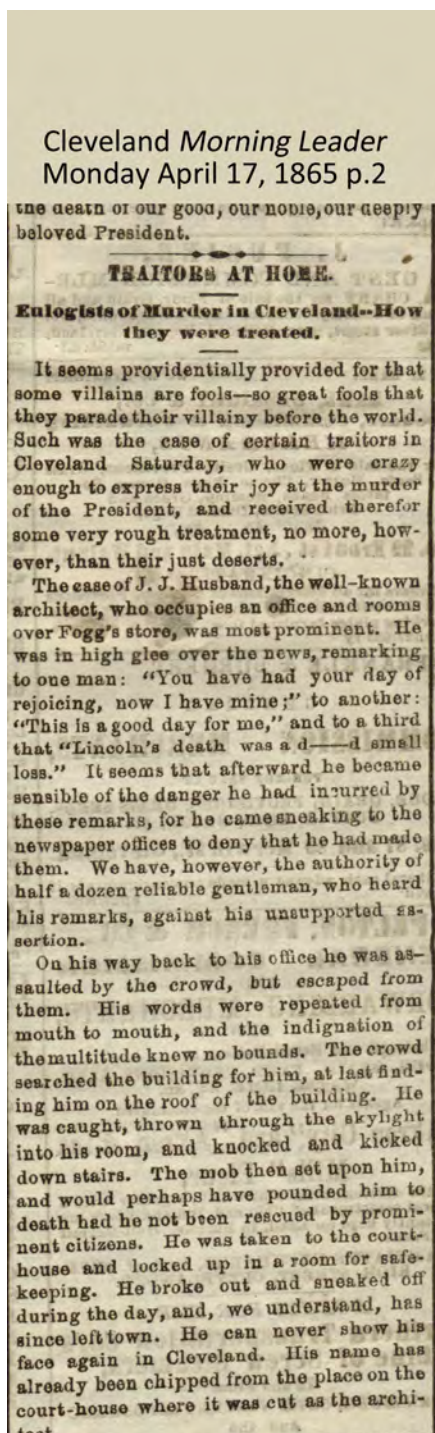 Cleveland Morning Leader
Monday April 17, 1865 p.2
the death of our good, our noble, our deeply
beloved President.
TRAITORS AT HOME.
Eulogists of Murder in Cleveland--How
they were treated.
It seems providentially provided for that
some villains are fools—so great fools that
they parade their villainy before the world.
Such was the case of certain traitors in
Cleveland Saturday, who were crazy
enough to express their joy at the murder
of the President, and received therefor
some very rough treatment, no more, how-
ever, than their just deserts.
The case of J. J. Husband, the well-known
architect, who occupies an office and rooms
over Fogg's store, was most prominent. He
was in high glee over the news, remarking
to one man: "You have had your day of
rejoicing, now I have mine;" to another:
"This is a good day for me," and to a third
that "Lincoln's death was a d——d small
loss." It seems that afterward he became
sensible of the danger he had incurred by
these remarks, for he came sneaking to the
newspaper offices to deny that he had made
them. We have, however, the authority of
half a dozen reliable gentleman, who heard
his remarks, against his unsupported as-
sertion.
On his way back to his office he was as-
saulted by the crowd, but escaped from
them. His words were repeated from
mouth to mouth, and the indignation of
the multitude knew no bounds. The crowd
searched the building for him, at last find-
ing him on the roof of the building. He
was caught, thrown through the skylight
into his room, and knocked and kicked
down stairs. The mob then set upon him,
and would perhaps have pounded him to
death had he not been rescued by promi-
nent citizens. He was taken to the court-
house and locked up in a room for safe-
keeping. He broke out and sneaked off
during the day, and, we understand, has
since left town. He can never show his
face again in Cleveland. His name has
already been chipped from the place on the
court-house where it was cut as the archi-